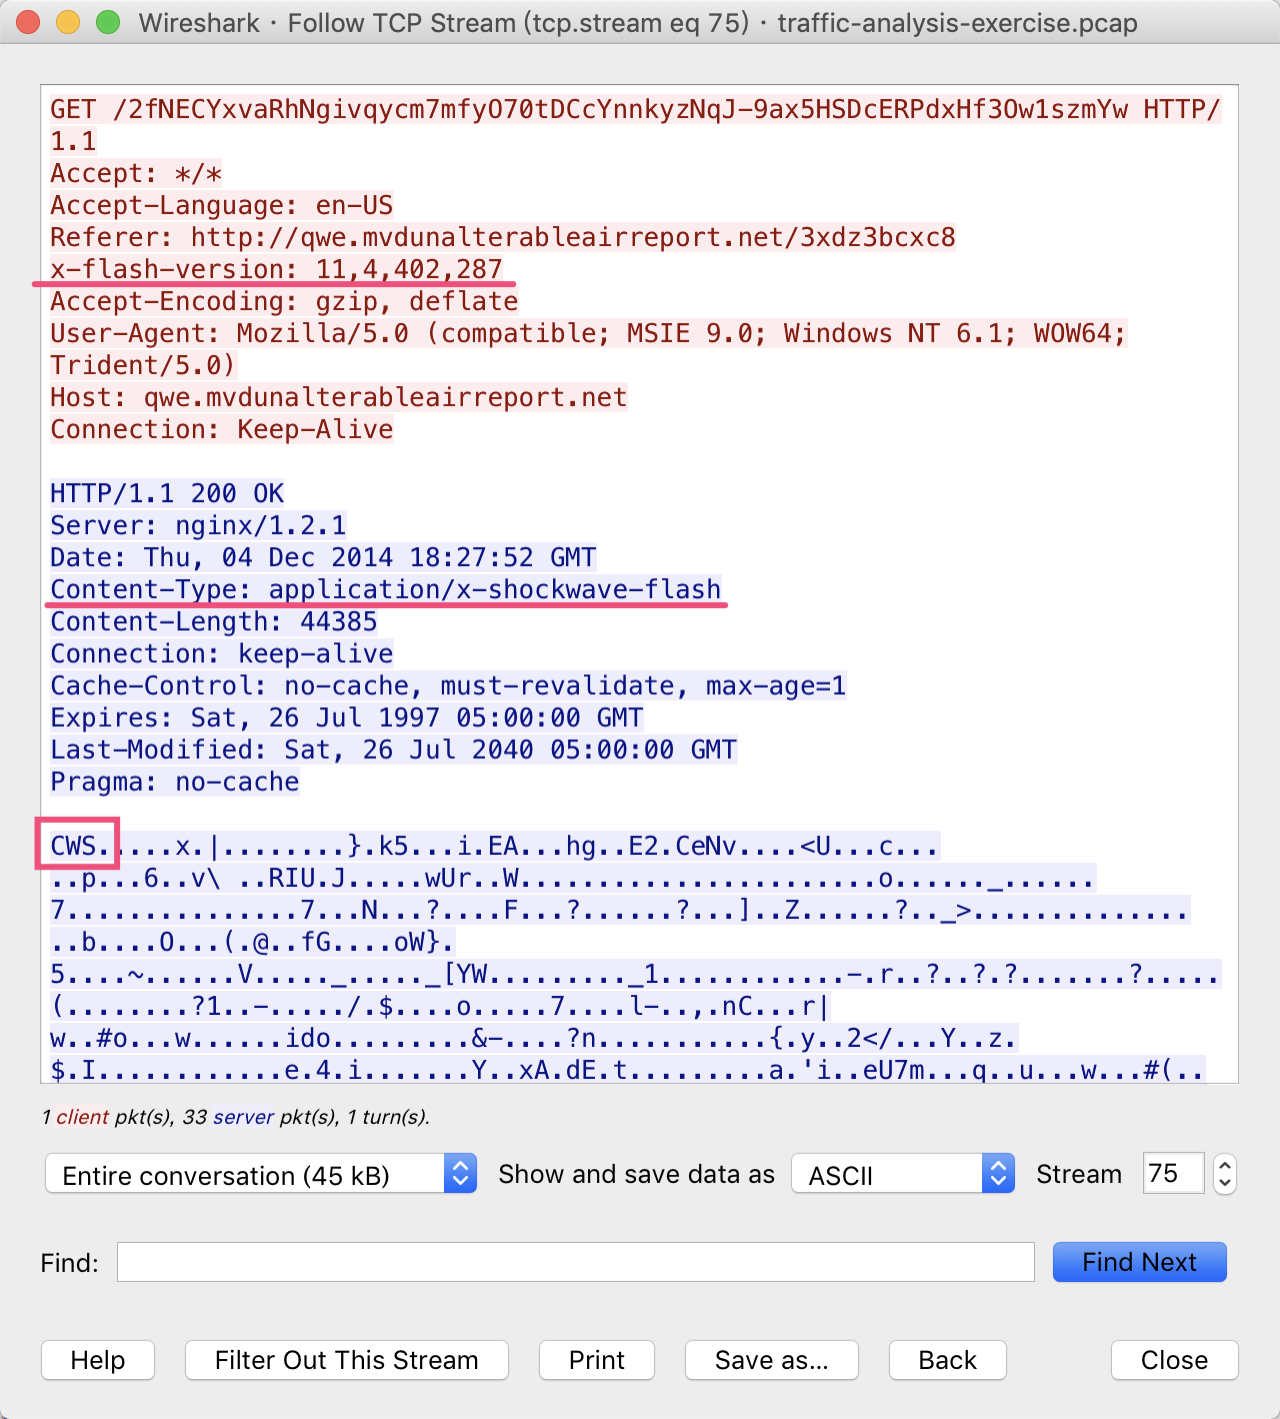 Wireshark · Follow TCP Stream (tcp.stream eq 75) · traffic-analysis-exercise.pcap
GET /2fNECYxvaRhNgivqycm7mfyO70tDCcYnnkyzNqJ-9ax5HSDcERPdxHf3Ow1szmYw HTTP/
1.1
Accept: */*
Accept-Language: en-US
Referer: http://qwe.mvdunalterableairreport.net/3xdz3bcxc8
x-flash-version: 11,4,402,287
Accept-Encoding: gzip, deflate
User-Agent: Mozilla/5.0 (compatible; MSIE 9.0; Windows NT 6.1; WOW64;
Trident/5.0)
Host: qwe.mvdunalterableairreport.net
Connection: Keep-Alive
HTTP/1.1 200 OK
Server: nginx/1.2.1
Date: Thu, 04 Dec 2014 18:27:52 GMT
Content-Type: application/x-shockwave-flash
Content-Length: 44385
Connection: keep-alive
Cache-Control: no-cache, must-revalidate, max-age=1
Expires: Sat, 26 Jul 1997 05:00:00 GMT
Last-Modified: Sat, 26 Jul 2040 05:00:00 GMT
Pragma: no-cache
CWS.....x.|........}.k5...i.EA...hg..E2.CeNv....<U...c...
..p...6..v\ ..RIU.J.....wUr..W.......................o......_......
7...............7...N...?....F...?......?...]..Z......?.._>..............
..b....O...(.@..fG....oW}.
5....~......V....._....._[YW........._1............-.r..?..?.?.......?.....
(........?1..-...../.$....o.....7....l-..,.nC...r|
w..#o...w......ido.........&-....?n...........{.y..2</...Y..z.
$.I............e.4.i.......Y..xA.dE.t.........a.'i..eU7m...q..u...w...#(..
1 client pkt(s), 33 server pkt(s), 1 turn(s).
Entire conversation (45 kB) Show and save data as ASCII Stream 75
Find: Find Next
Help Filter Out This Stream Print Save as... Back Close